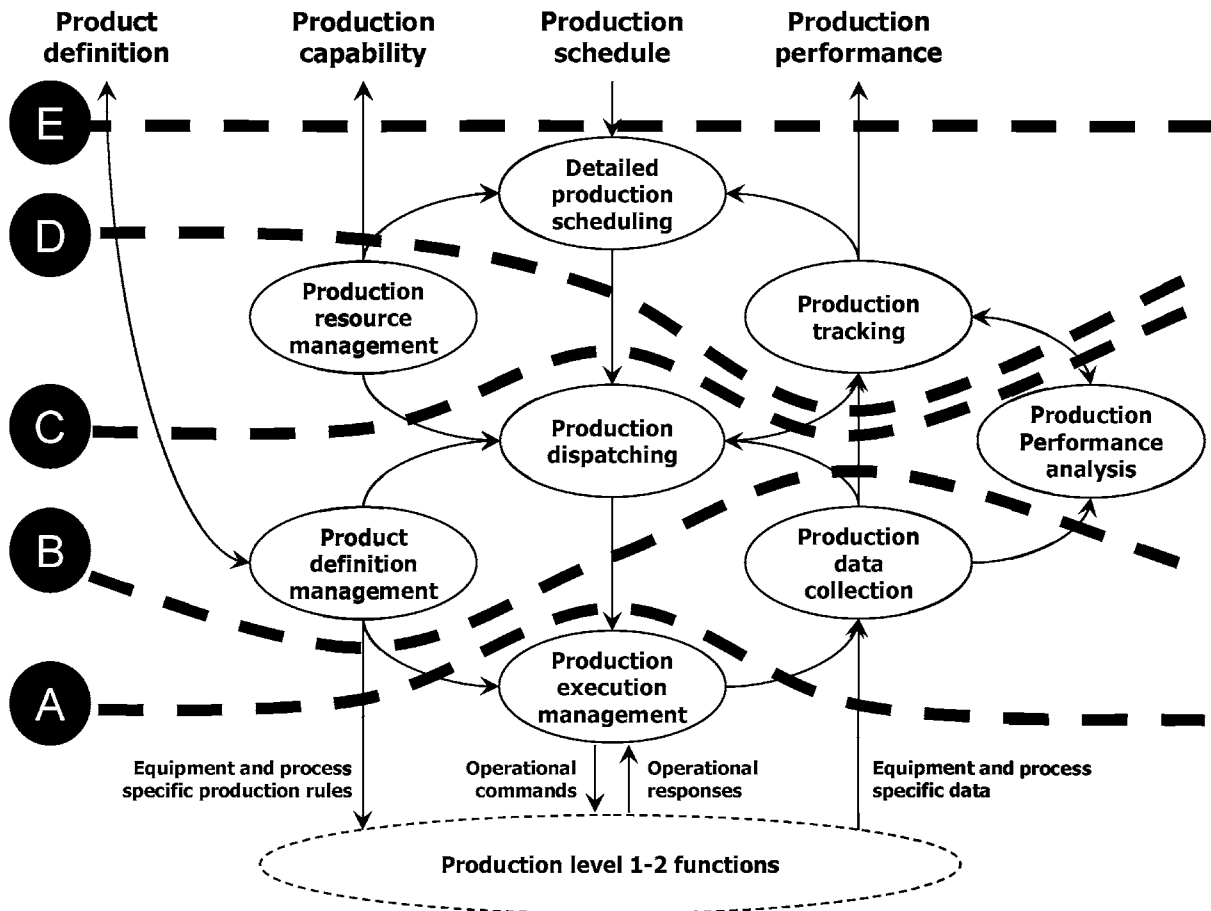 Product
definition
Production
capability
Production
schedule
Production
performance
E
Detailed
production
scheduling
D
Production
resource
management
Production
tracking
C
Production
dispatching
Production
Performance
analysis
B
Product
definition
management
Production
data
collection
A
Production
execution
management
Equipment and process
specific production rules
Operational
commands
Operational
responses
Equipment and process
specific data
Production level 1-2 functions